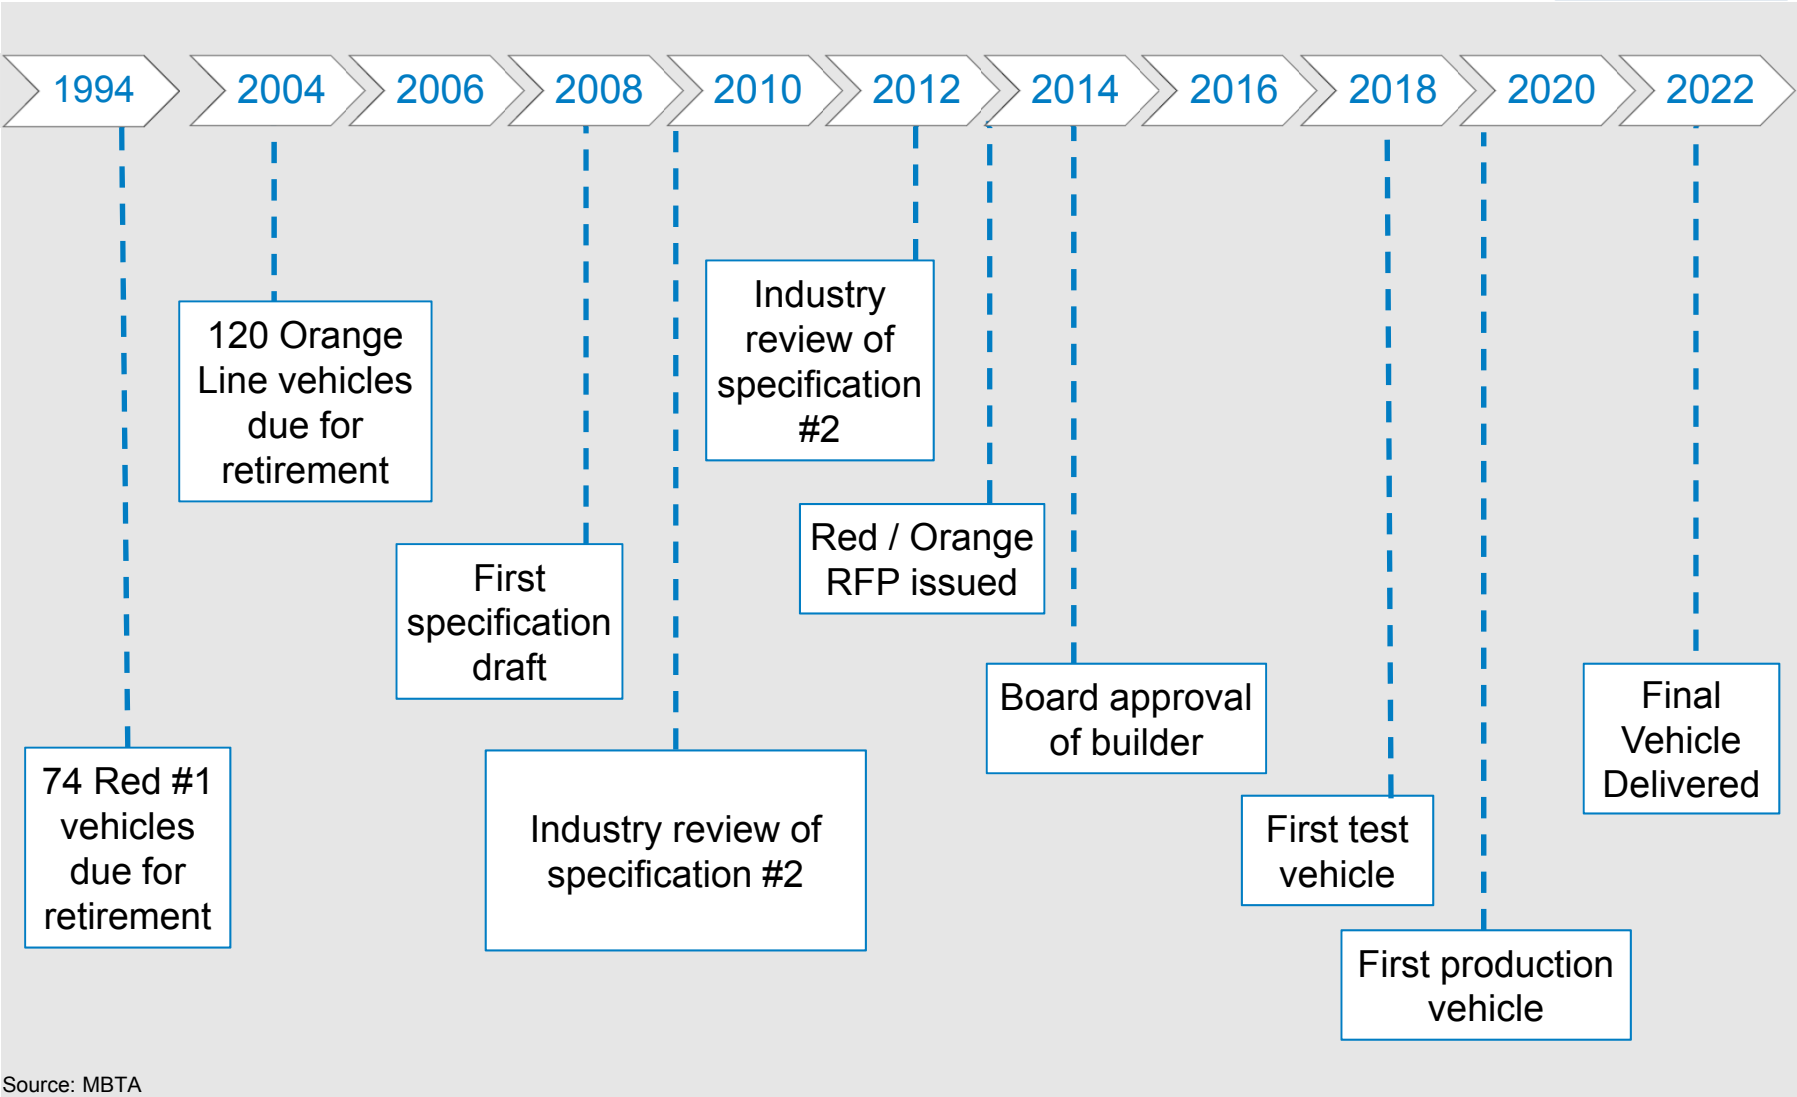 1994
2004
2006
2008
2010
2012
2014
2016
2018
2020
2022
74 Red #1
vehicles
due for
retirement
120 Orange
Line vehicles
due for
retirement
First
specification
draft
Industry review of
specification #2
Industry
review of
specification
#2
Red / Orange
RFP issued
Board approval
of builder
First test
vehicle
First production
vehicle
Final
Vehicle
Delivered
Source: MBTA